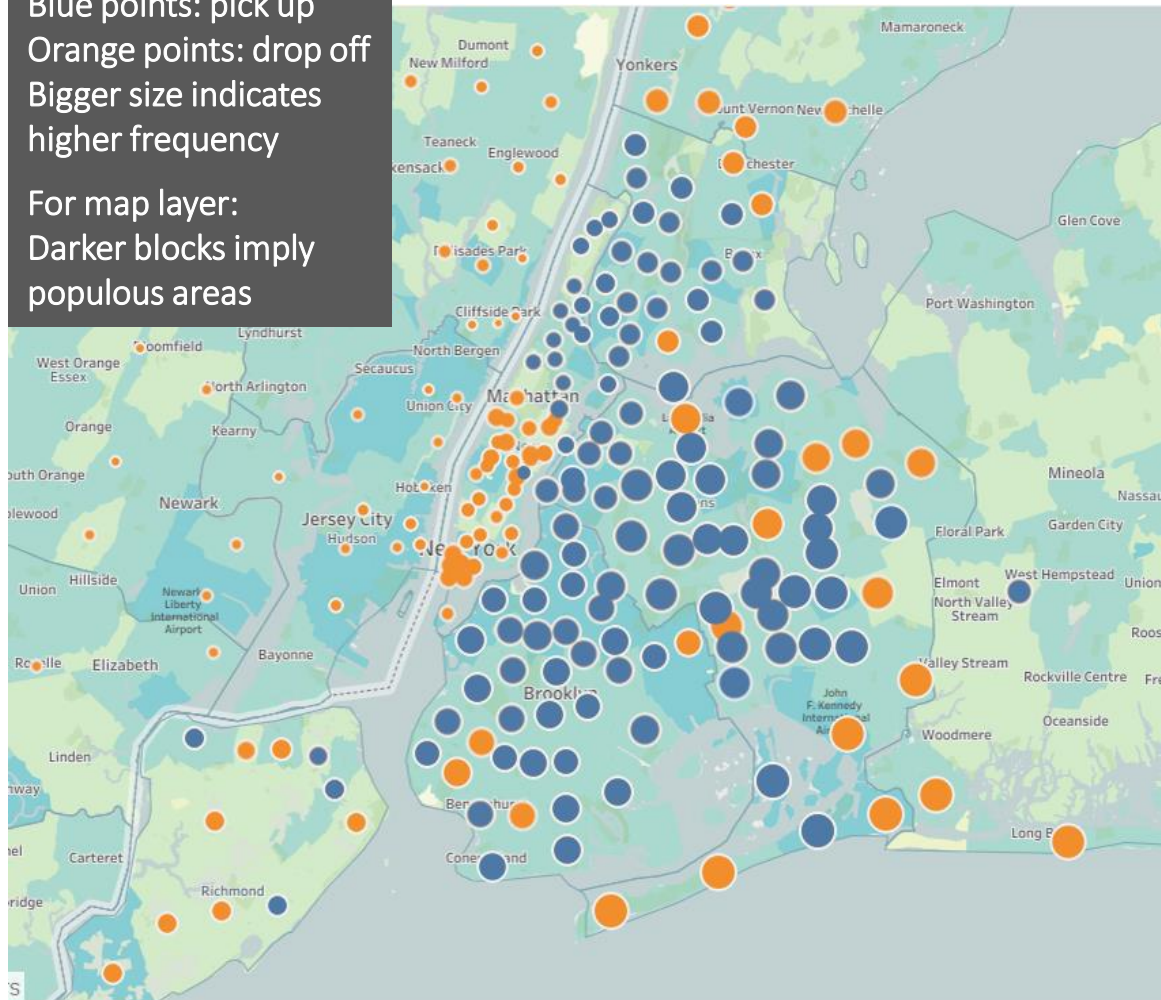 Blue points: pick up
Orange points: drop off
Bigger size indicates
higher frequency
For map layer:
Darker blocks imply
populous areas
Mamaroneck
Dumont
New Milford
Yonkers
Teaneck
Englewood
Glen Cove
Port Washington
Lyndhurst
North Bergen
West Orange
Essex
Secaucus
Manhattan
North Arlington
Union City
Orange
Kearny
Mineola
Newark
Jersey City
Hudson
Garden City
Floral Park
Hillside
Union
Newark
Liberty
International
Airport
Elmont
West Hempstead
Union
North Valley
Stream
Bayonne
Elizabeth
Valley Stream
Rockville Centre
Brooklyn
John
F. Kennedy
International
Oceanside
Woodmere
Linden
Carteret
Richmond